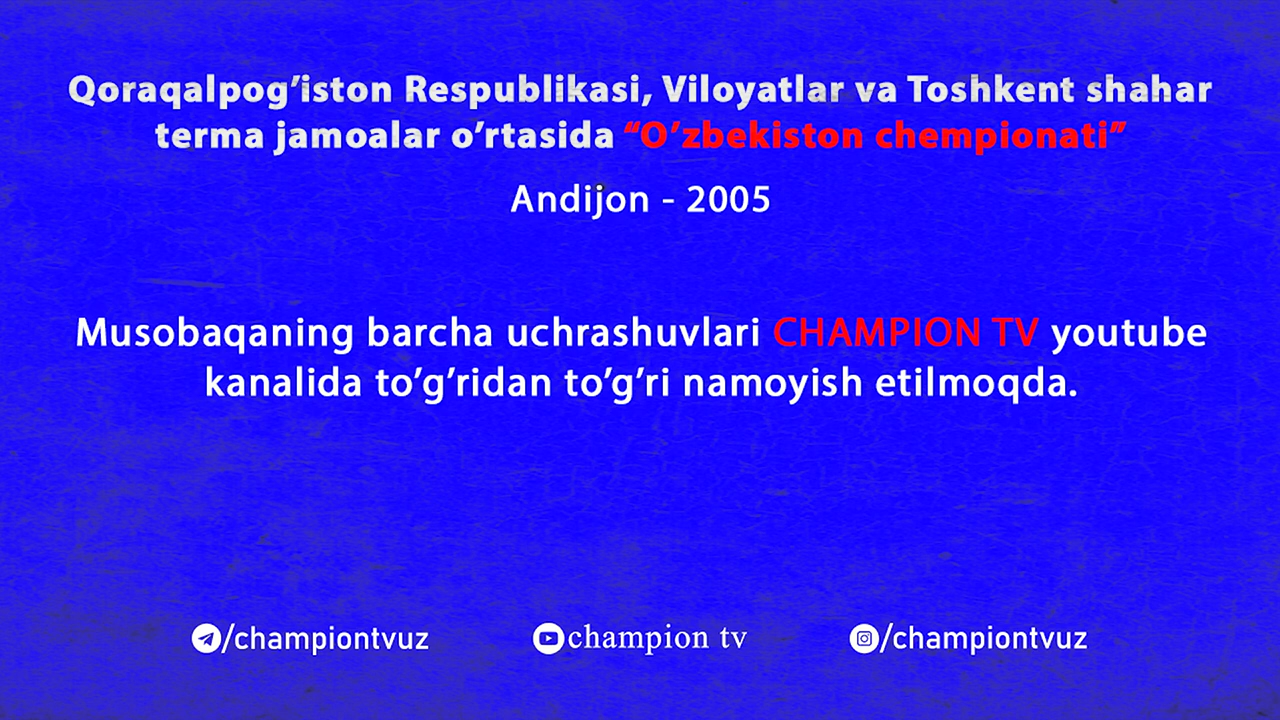 Qoraqalpog’iston Respublikasi, Viloyatlar va Toshkent shahar
terma jamoalar o’rtasida “O’zbekiston chempionati”
Andijon - 2005
Musobaqaning barcha uchrashuvlari CHAMPION TV youtube
kanalida to’g’ridan to’g’ri namoyish etilmoqda.
/championtvuz
champion tv
/championtvuz